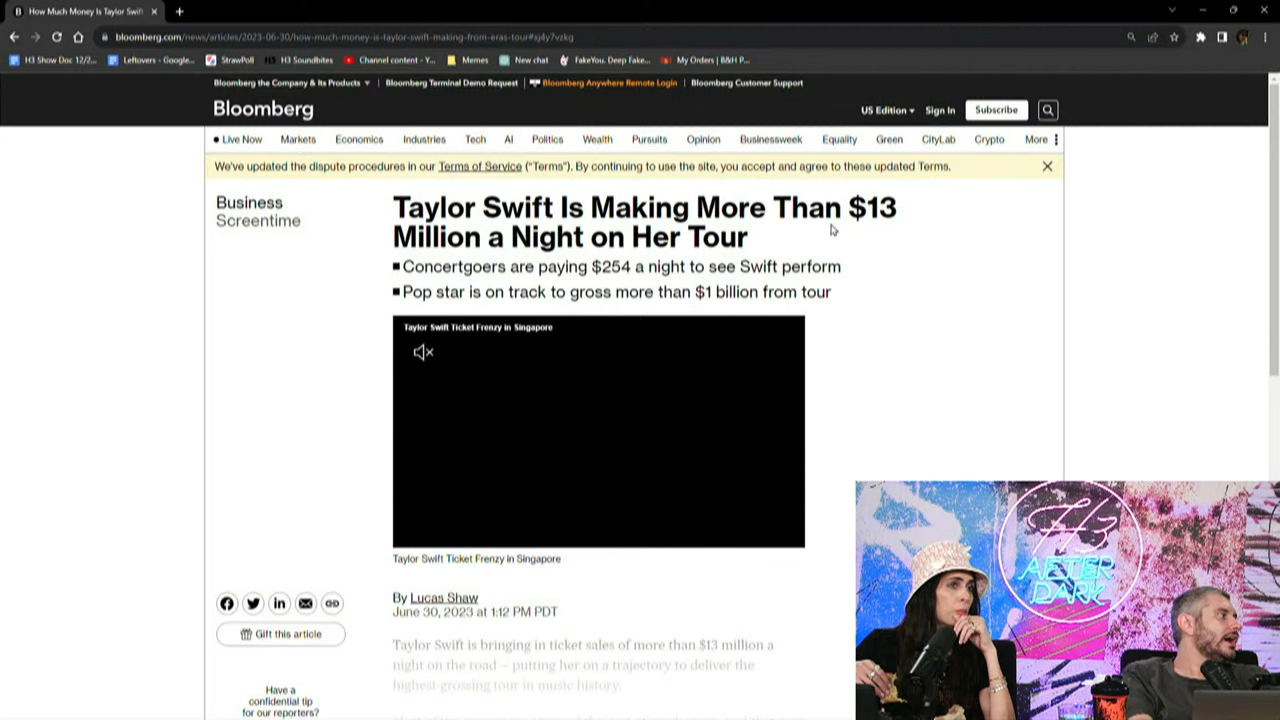 How Much Money Is Taylor Swift
bloomberg.com/news/articles/2023-06-30/how-much-money-is-taylor-swift-making-from-eras-tour#xj4y7vzkg
H3 Show Doc 12/2...
Leftovers - Google...
StrawPoll
H3 Soundbites
Channel content - Y...
Memes
New chat
FakeYou. Deep Fake...
My Orders | B&H P...
Bloomberg the Company & Its Products
Bloomberg Terminal Demo Request
Bloomberg Anywhere Remote Login
Bloomberg Customer Support
Bloomberg
US Edition
Sign In
Subscribe
Live Now
Markets
Economics
Industries
Tech
AI
Politics
Wealth
Pursuits
Opinion
Businessweek
Equality
Green
CityLab
Crypto
More
We've updated the dispute procedures in our Terms of Service ("Terms"). By continuing to use the site, you accept and agree to these updated Terms.
Business
Screentime
Taylor Swift Is Making More Than $13
Million a Night on Her Tour
Concertgoers are paying $254 a night to see Swift perform
Pop star is on track to gross more than $1 billion from tour
Taylor Swift Ticket Frenzy in Singapore
Taylor Swift Ticket Frenzy in Singapore
By Lucas Shaw
June 30, 2023 at 1:12 PM PDT
Gift this article
Taylor Swift is bringing in ticket sales of more than $13 million a
night on the road – putting her on a trajectory to deliver the
highest-grossing tour in music history.
Have a
confidential tip
for our reporters?
H3
AFTER
DARK